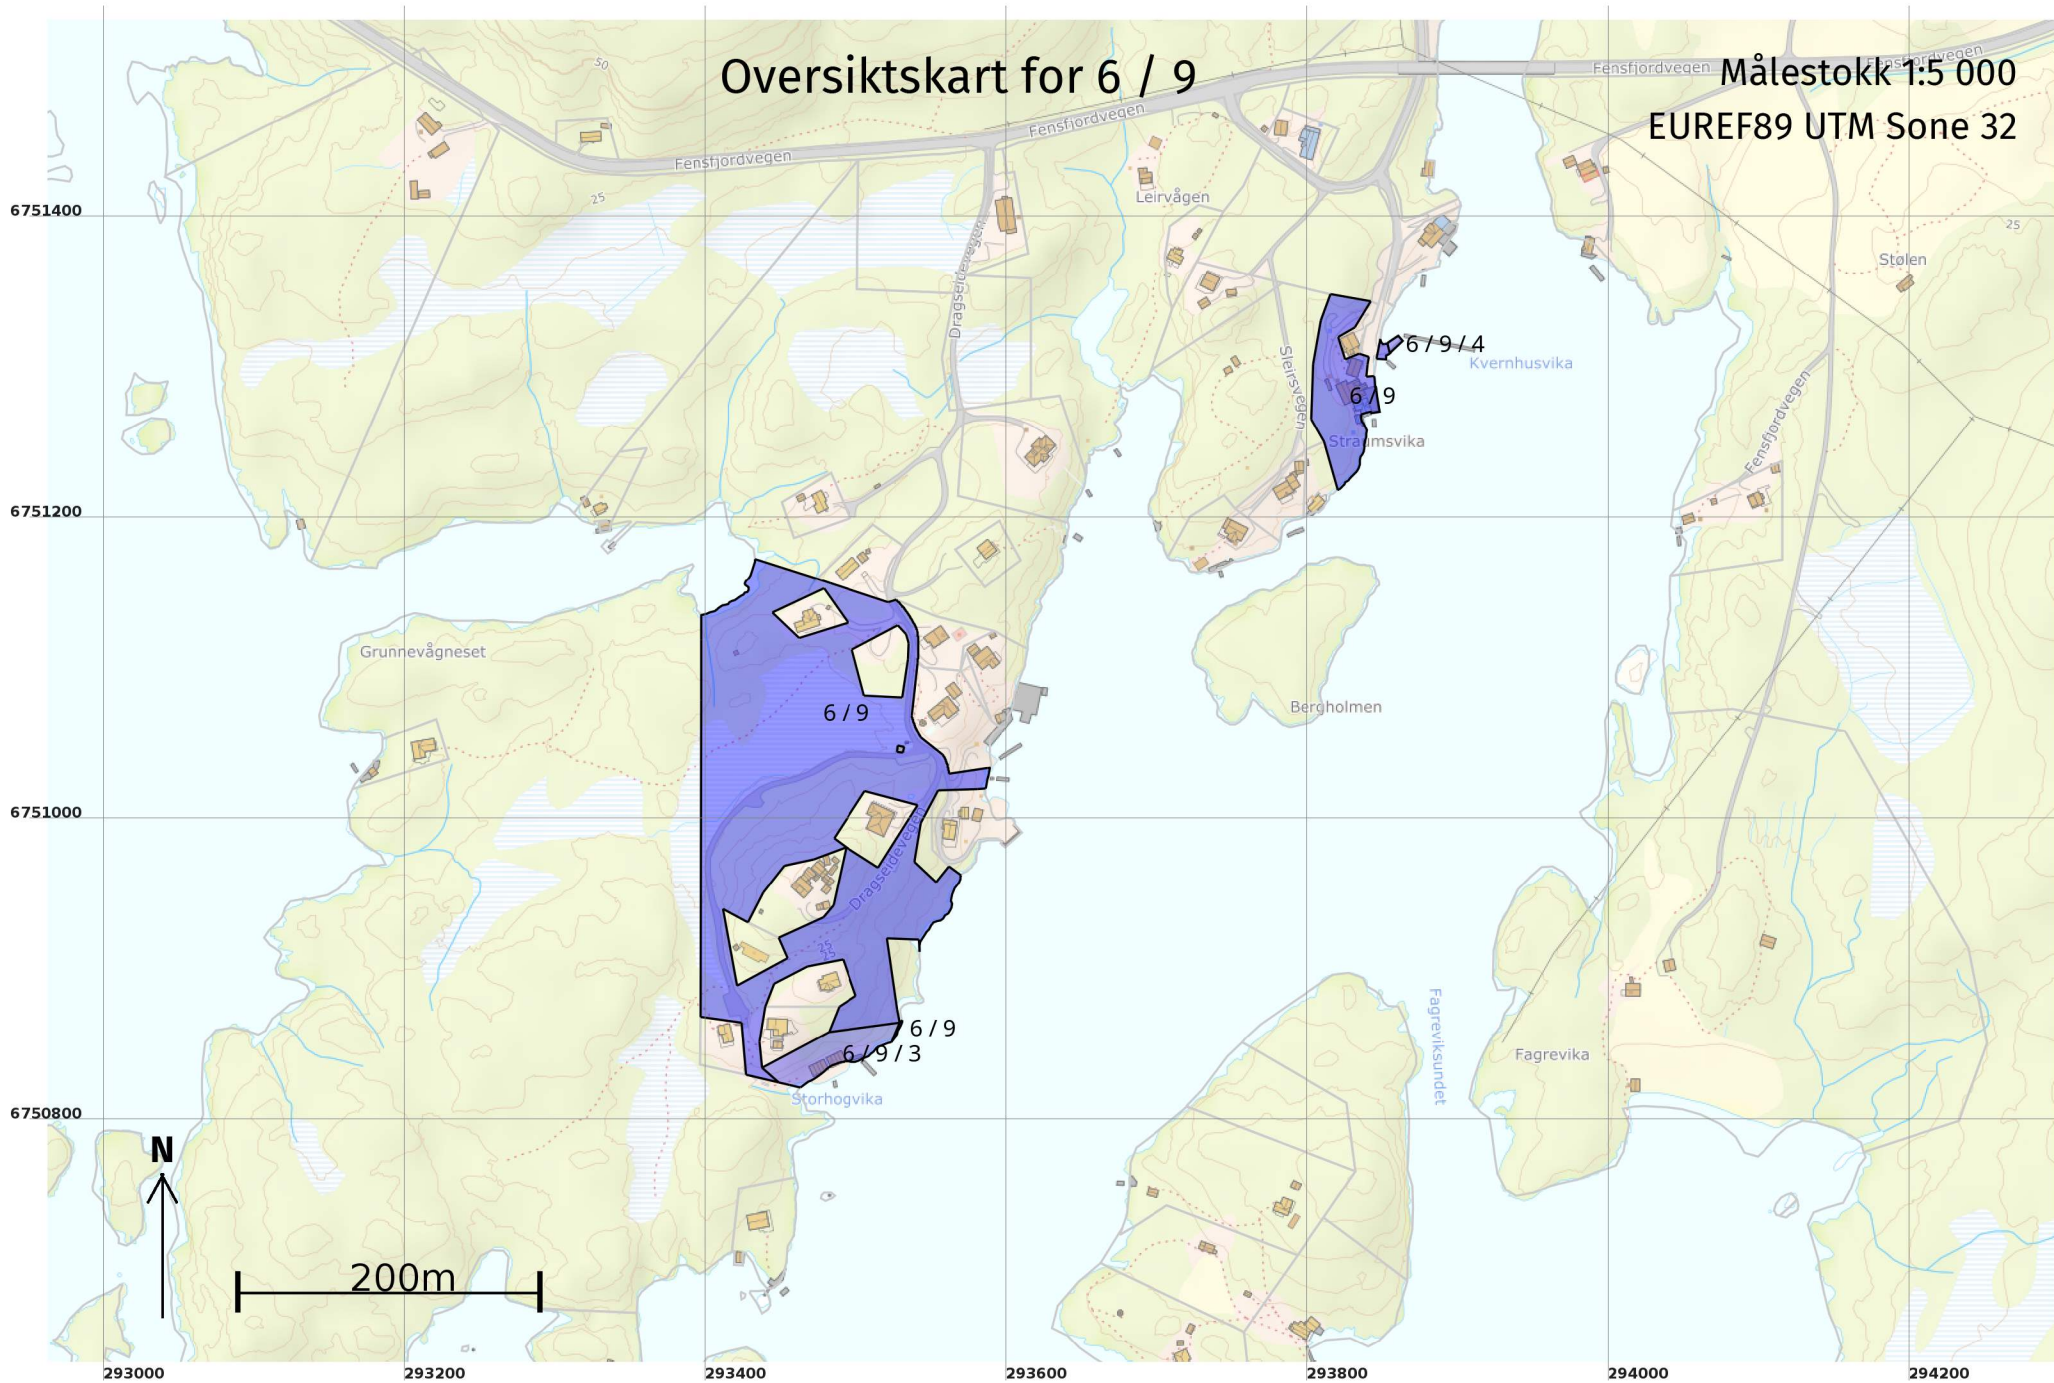 Oversiktskart for 6 / 9
Målestokk 1:5 000
EUREF89 UTM Sone 32
Fensfjordvegen
Fensfjordvegen
50
Fensfjordvegen
Fensfjordvegen
25
Leirvågen
6751400
25
Dragseidevegen
Stølen
6 / 9 / 4
Kvernhusvika
Sleirsvegen
6 / 9
Fensfjordvegen
Straumsvika
6751200
Grunnevågneset
6 / 9
Bergholmen
6751000
Dragseidevegen
25
Fagreviksundet
6 / 9
6 / 9 / 3
Fagrevika
Storhogvika
6750800
N
200m
293000
293200
293400
293600
293800
294000
294200